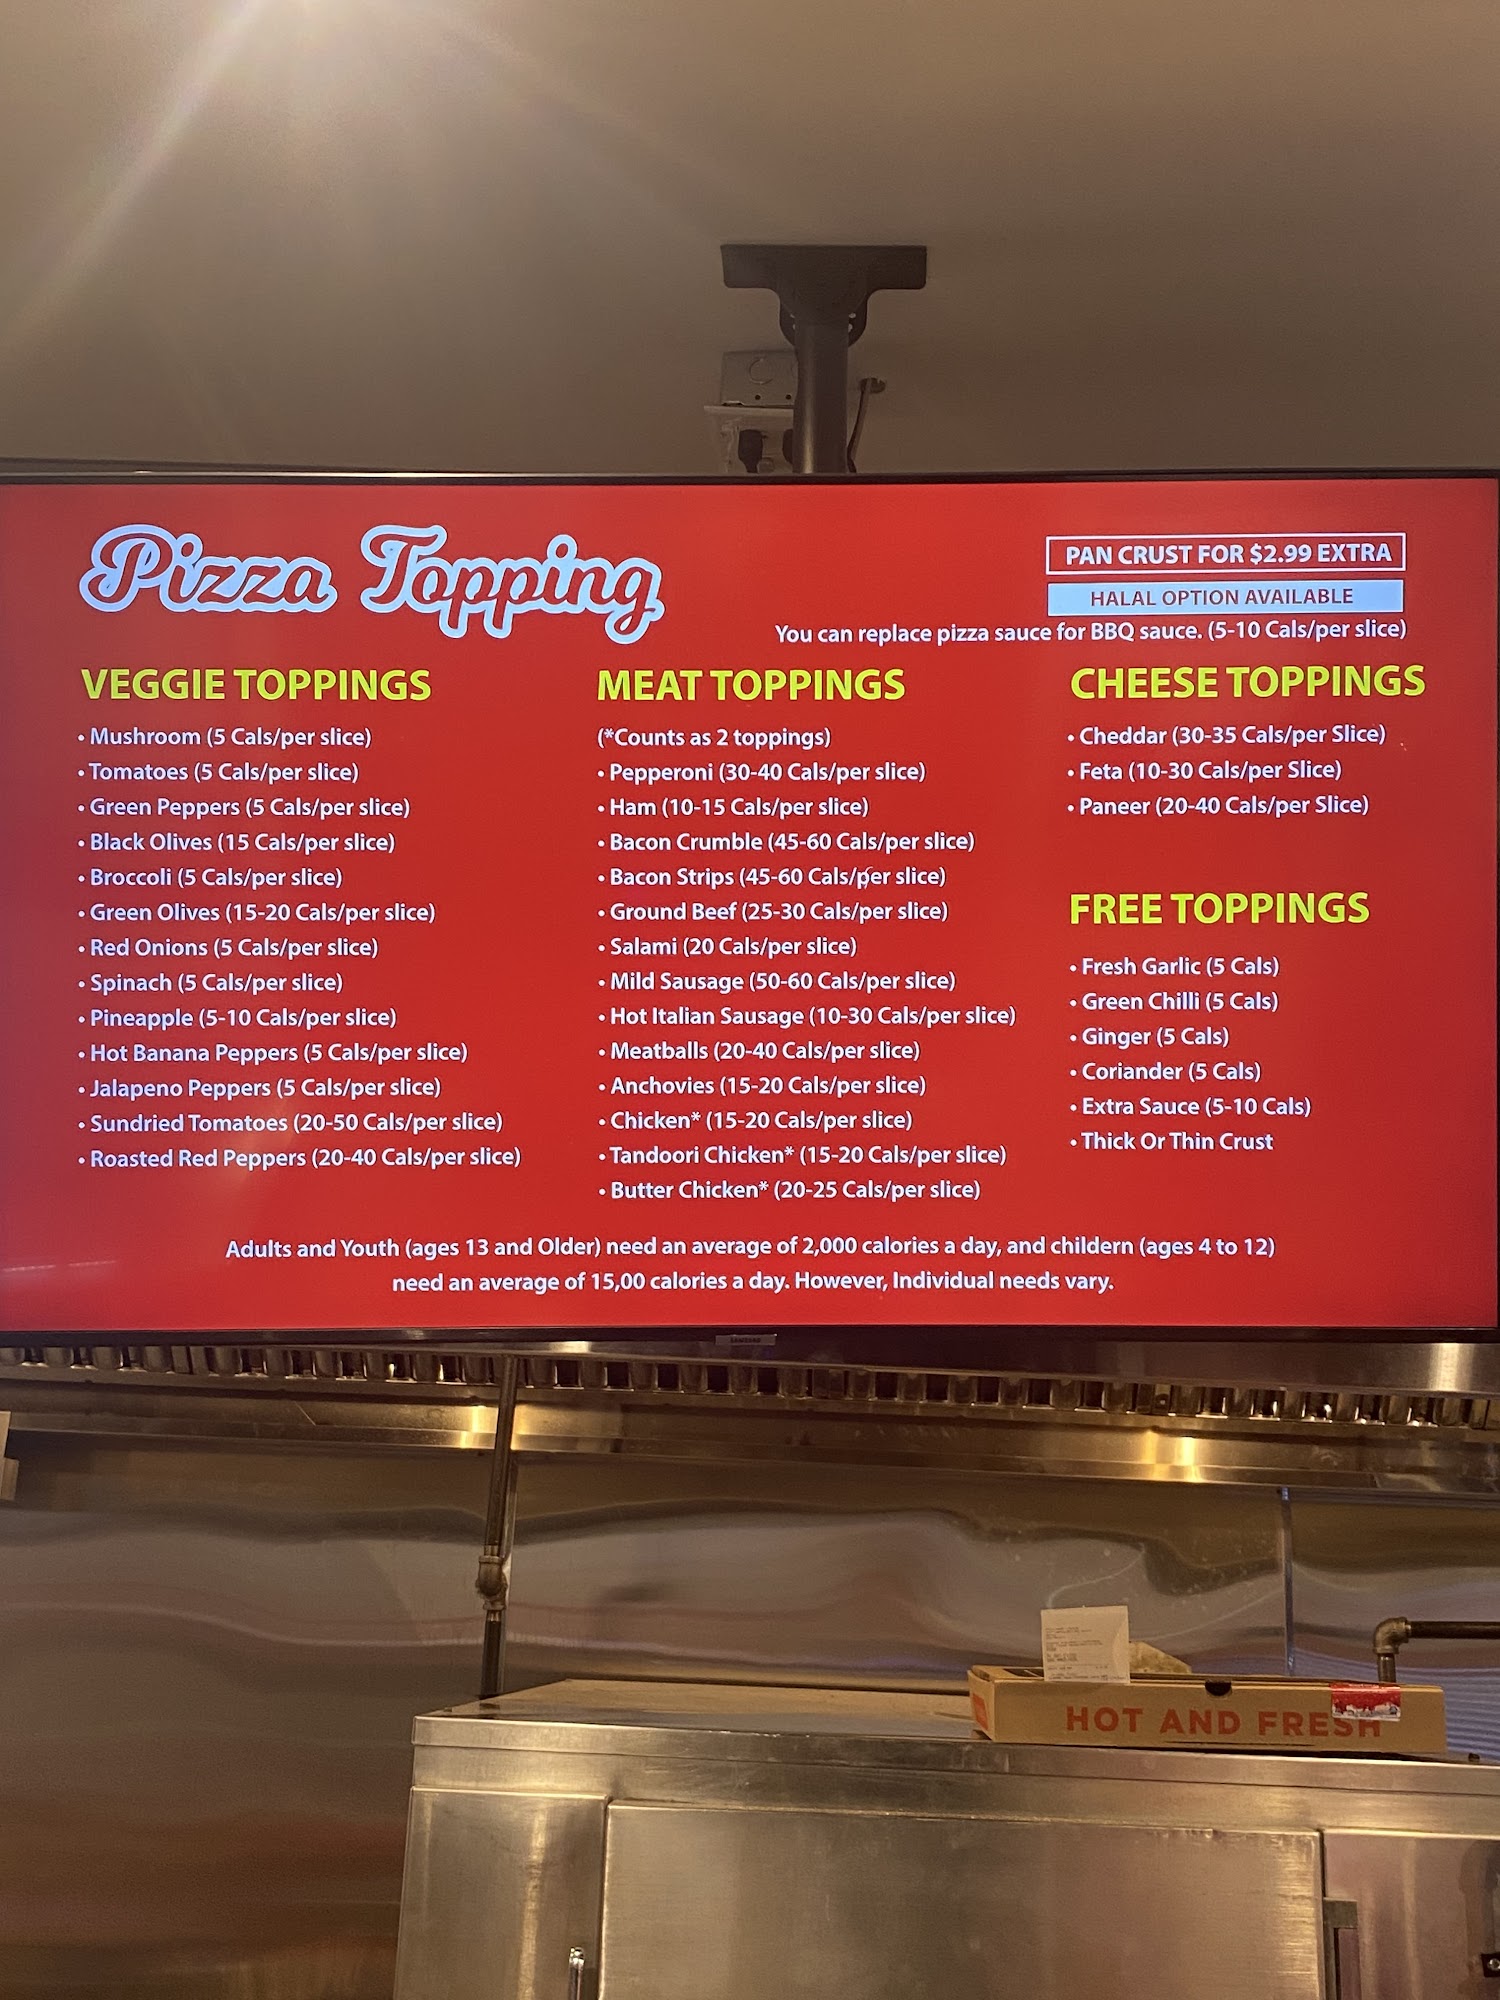 Pizza Topping
PAN CRUST FOR $2.99 EXTRA
HALAL OPTION AVAILABLE
You can replace pizza sauce for BBQ sauce. (5-10 Cals/per slice)
VEGGIE TOPPINGS
• Mushroom (5 Cals/per slice)
• Tomatoes (5 Cals/per slice)
• Green Peppers (5 Cals/per slice)
• Black Olives (15 Cals/per slice)
• Broccoli (5 Cals/per slice)
• Green Olives (15-20 Cals/per slice)
• Red Onions (5 Cals/per slice)
• Spinach (5 Cals/per slice)
• Pineapple (5-10 Cals/per slice)
• Hot Banana Peppers (5 Cals/per slice)
• Jalapeno Peppers (5 Cals/per slice)
• Sundried Tomatoes (20-50 Cals/per slice)
• Roasted Red Peppers (20-40 Cals/per slice)
MEAT TOPPINGS
(*Counts as 2 toppings)
• Pepperoni (30-40 Cals/per slice)
• Ham (10-15 Cals/per slice)
• Bacon Crumble (45-60 Cals/per slice)
• Bacon Strips (45-60 Cals/per slice)
• Ground Beef (25-30 Cals/per slice)
• Salami (20 Cals/per slice)
• Mild Sausage (50-60 Cals/per slice)
• Hot Italian Sausage (10-30 Cals/per slice)
• Meatballs (20-40 Cals/per slice)
• Anchovies (15-20 Cals/per slice)
• Chicken* (15-20 Cals/per slice)
• Tandoori Chicken* (15-20 Cals/per slice)
• Butter Chicken* (20-25 Cals/per slice)
CHEESE TOPPINGS
• Cheddar (30-35 Cals/per Slice)
• Feta (10-30 Cals/per Slice)
• Paneer (20-40 Cals/per Slice)
FREE TOPPINGS
• Fresh Garlic (5 Cals)
• Green Chilli (5 Cals)
• Ginger (5 Cals)
• Coriander (5 Cals)
• Extra Sauce (5-10 Cals)
• Thick Or Thin Crust
Adults and Youth (ages 13 and Older) need an average of 2,000 calories a day, and childern (ages 4 to 12)
need an average of 15,00 calories a day. However, Individual needs vary.
SAMSUNG
HOT AND FRESH